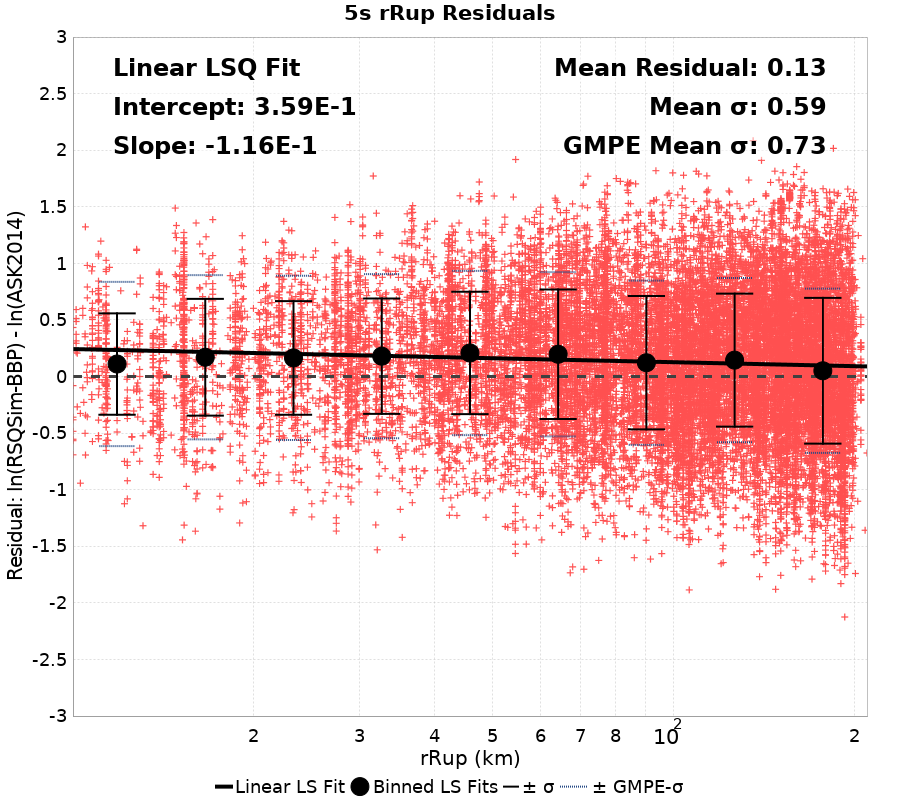 5s rRup Residuals
Linear LSQ Fit
Intercept: 3.59E-1
Slope: -1.16E-1
Mean Residual: 0.13
Mean σ: 0.59
GMPE Mean σ: 0.73
Residual: ln(RSQSim-BBP) - ln(ASK2014)
3
2.5
2
1.5
1
0.5
0
-0.5
-1
-1.5
-2
-2.5
-3
2 3 4 5 6 7 8 10² 2
rRup (km)
Linear LS Fit Binned LS Fits ± σ ± GMPE-σ